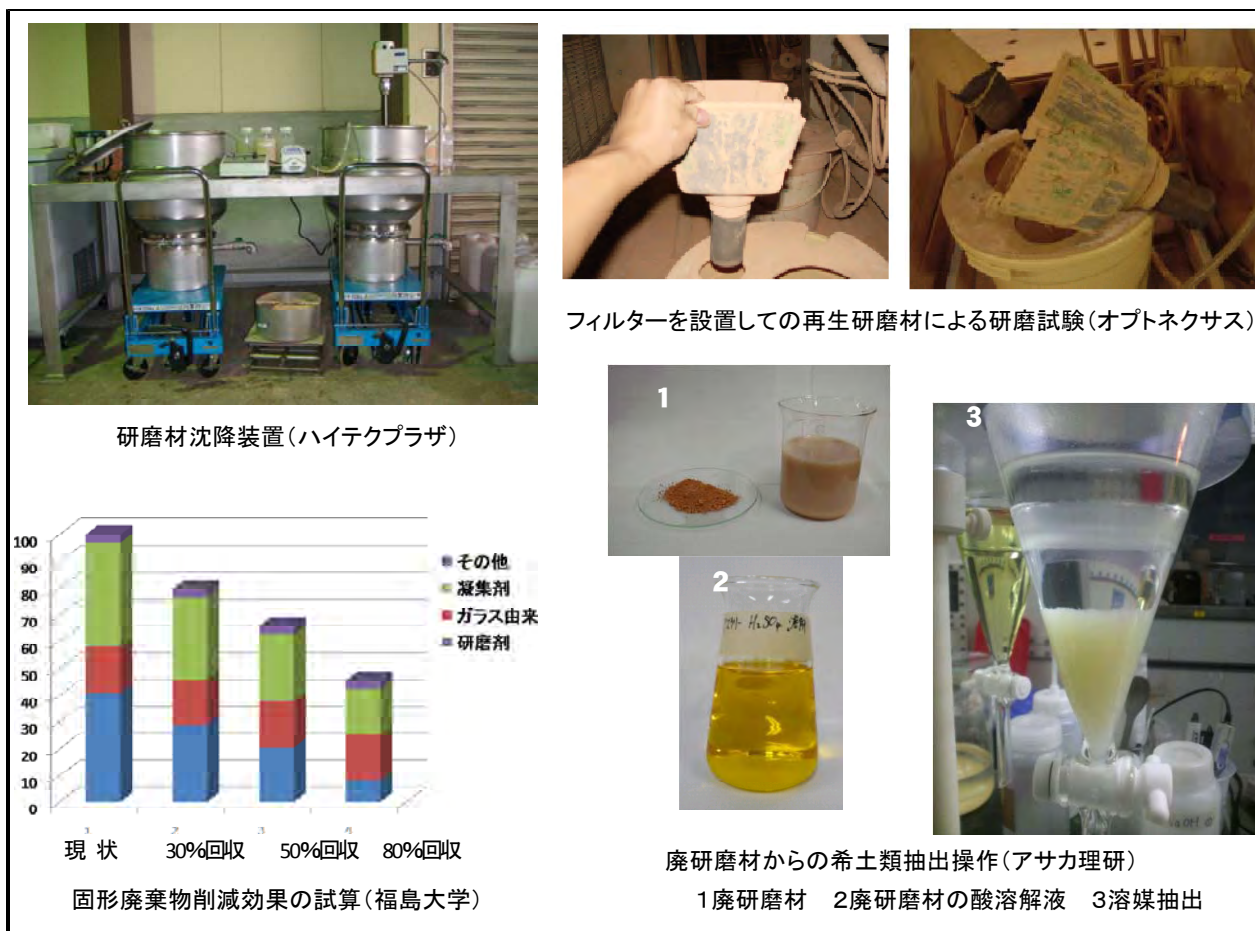 研磨材沈降装置(ハイテクプラザ)
フィルターを設置しての再生研磨材による研磨試験(オプトネクサス)
1
2
3
100
90
80
70
60
50
40
30
20
10
0
その他
凝集剤
ガラス由来
研磨剤
現 状 30%回収 50%回収 80%回収
固形廃棄物削減効果の試算(福島大学)
廃研磨材からの希土類抽出操作(アサカ理研)
1廃研磨材 2廃研磨材の酸溶解液 3溶媒抽出